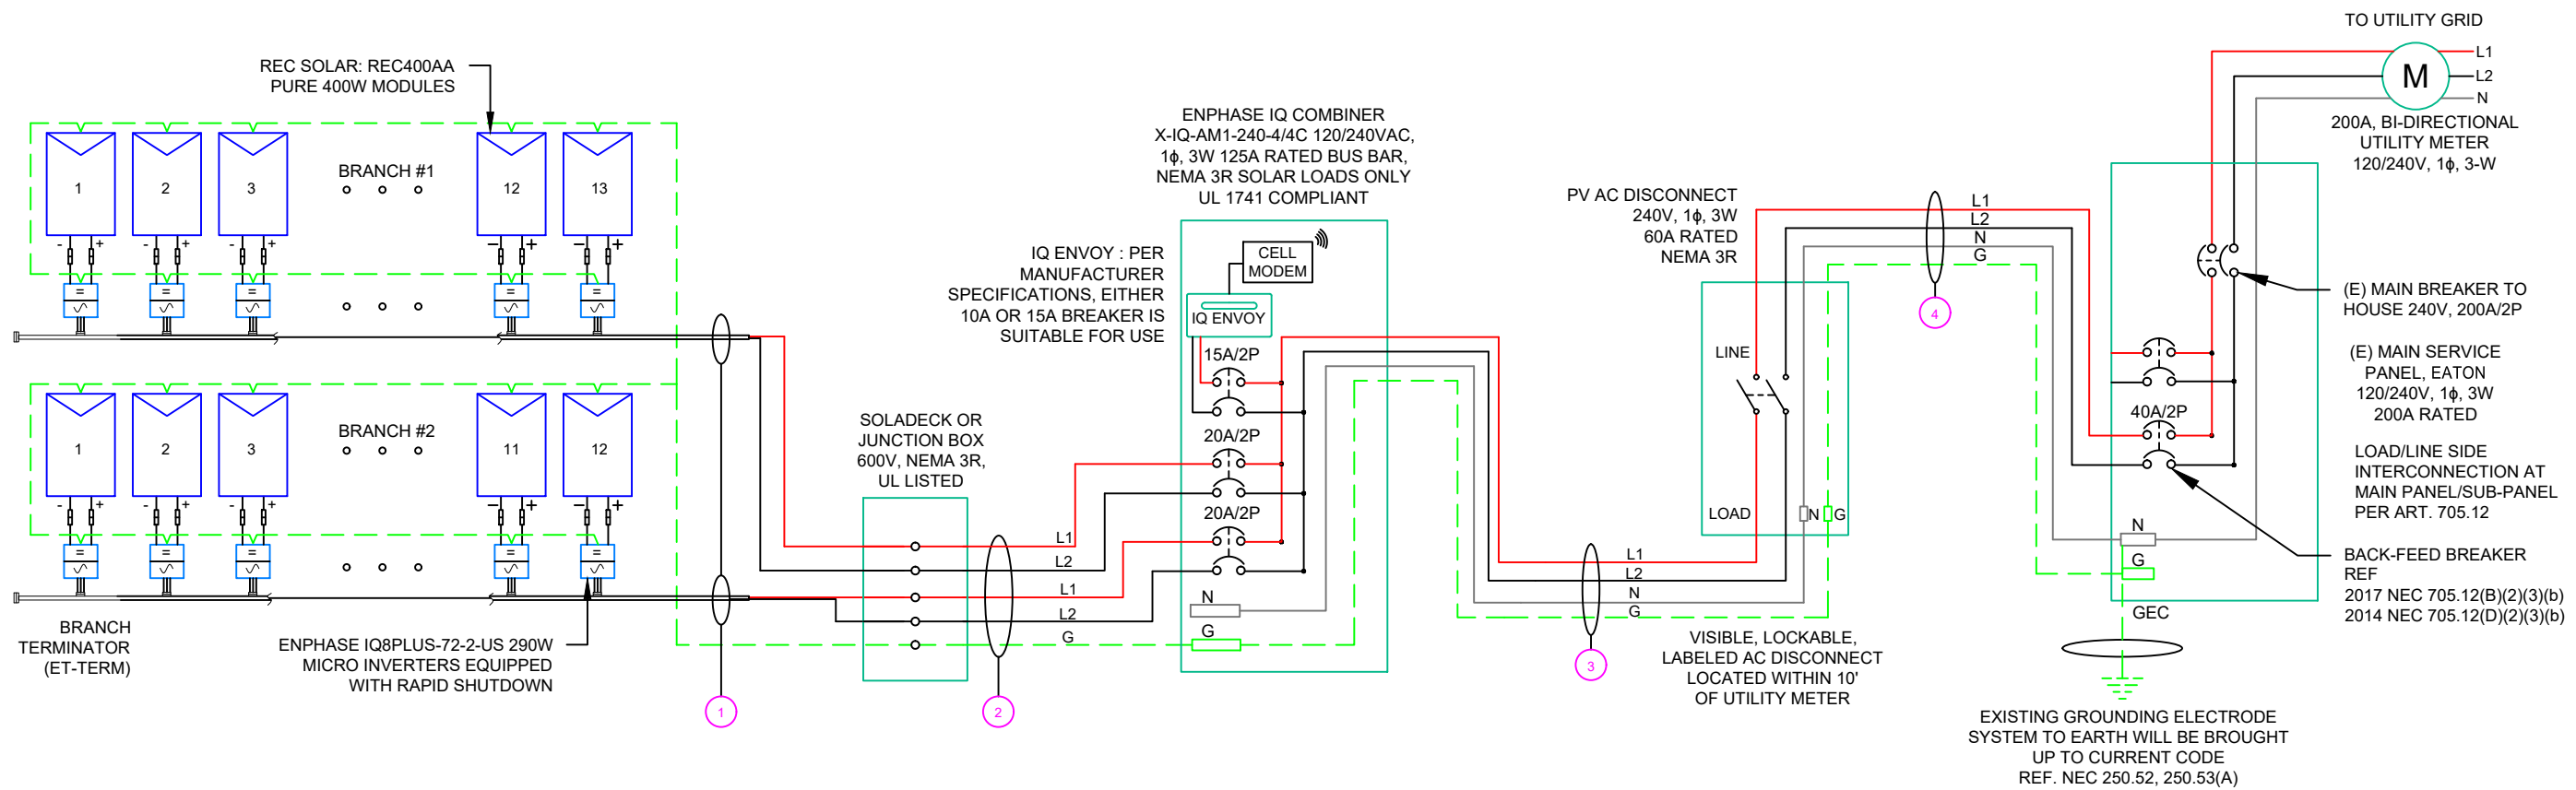 TO UTILITY GRID
L1
L2
N
M
200A, BI-DIRECTIONAL
UTILITY METER
120/240V, 1ϕ, 3-W
REC SOLAR: REC400AA
PURE 400W MODULES
BRANCH #1
1
2
3
12
13
- +
- +
- +
- +
- +
BRANCH #2
1
2
3
11
12
- +
- +
- +
- +
- +
BRANCH
TERMINATOR
(ET-TERM)
ENPHASE IQ8PLUS-72-2-US 290W
MICRO INVERTERS EQUIPPED
WITH RAPID SHUTDOWN
1
SOLADECK OR
JUNCTION BOX
600V, NEMA 3R,
UL LISTED
L1
L2
L1
L2
G
2
ENPHASE IQ COMBINER
X-IQ-AM1-240-4/4C 120/240VAC,
1ϕ, 3W 125A RATED BUS BAR,
NEMA 3R SOLAR LOADS ONLY
UL 1741 COMPLIANT
IQ ENVOY : PER
MANUFACTURER
SPECIFICATIONS, EITHER
10A OR 15A BREAKER IS
SUITABLE FOR USE
CELL
MODEM
IQ ENVOY
15A/2P
20A/2P
20A/2P
N
G
L1
L2
N
G
3
PV AC DISCONNECT
240V, 1ϕ, 3W
60A RATED
NEMA 3R
LINE
LOAD
N
G
VISIBLE, LOCKABLE,
LABELED AC DISCONNECT
LOCATED WITHIN 10'
OF UTILITY METER
L1
L2
N
G
4
40A/2P
N
G
GEC
(E) MAIN BREAKER TO
HOUSE 240V, 200A/2P
(E) MAIN SERVICE
PANEL, EATON
120/240V, 1ϕ, 3W
200A RATED
LOAD/LINE SIDE
INTERCONNECTION AT
MAIN PANEL/SUB-PANEL
PER ART. 705.12
BACK-FEED BREAKER
REF
2017 NEC 705.12(B)(2)(3)(b)
2014 NEC 705.12(D)(2)(3)(b)
EXISTING GROUNDING ELECTRODE
SYSTEM TO EARTH WILL BE BROUGHT
UP TO CURRENT CODE
REF. NEC 250.52, 250.53(A)